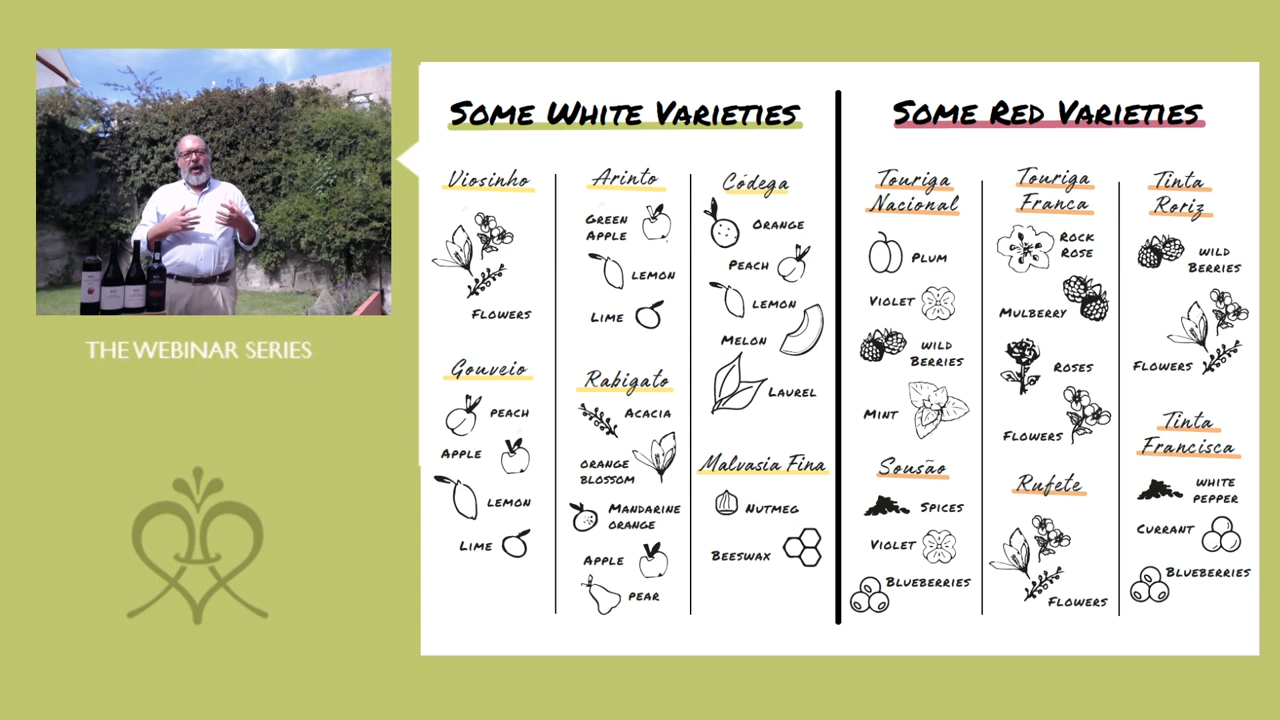 THE WEBINAR SERIES
SOME WHITE VARIETIES
Viosinho
FLOWERS
Gouveio
PEACH
APPLE
LEMON
LIME
Arinto
GREEN
APPLE
LEMON
LIME
Rabigato
ACACIA
ORANGE
BLOSSOM
MANDARINE
ORANGE
APPLE
PEAR
Códega
ORANGE
PEACH
LEMON
MELON
LAUREL
Malvasia Fina
NUTMEG
BEESWAX
SOME RED VARIETIES
Touriga
Nacional
PLUM
VIOLET
WILD
BERRIES
MINT
Sousão
SPICES
VIOLET
BLUEBERRIES
Touriga
Franca
ROCK
ROSE
MULBERRY
ROSES
FLOWERS
Rufete
FLOWERS
Tinta
Roriz
WILD
BERRIES
FLOWERS
Tinta
Francisca
WHITE
PEPPER
CURRANT
BLUEBERRIES